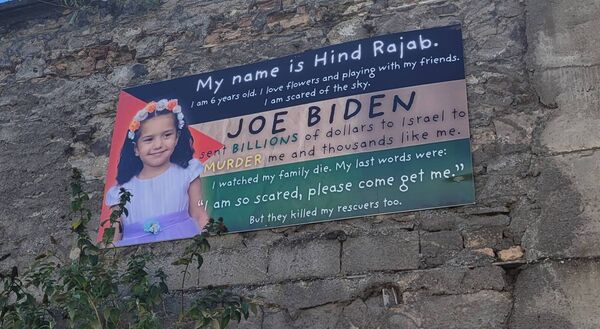 My name is Hind Rajab.
I am 6 years old. I love flowers and playing with my friends.
I am scared of the sky.
JOE BIDEN
sent BILLIONS of dollars to Israel to
MURDER me and thousands like me.
I watched my family die. My last words were:
"I am so scared, please come get me."
But they killed my rescuers too.